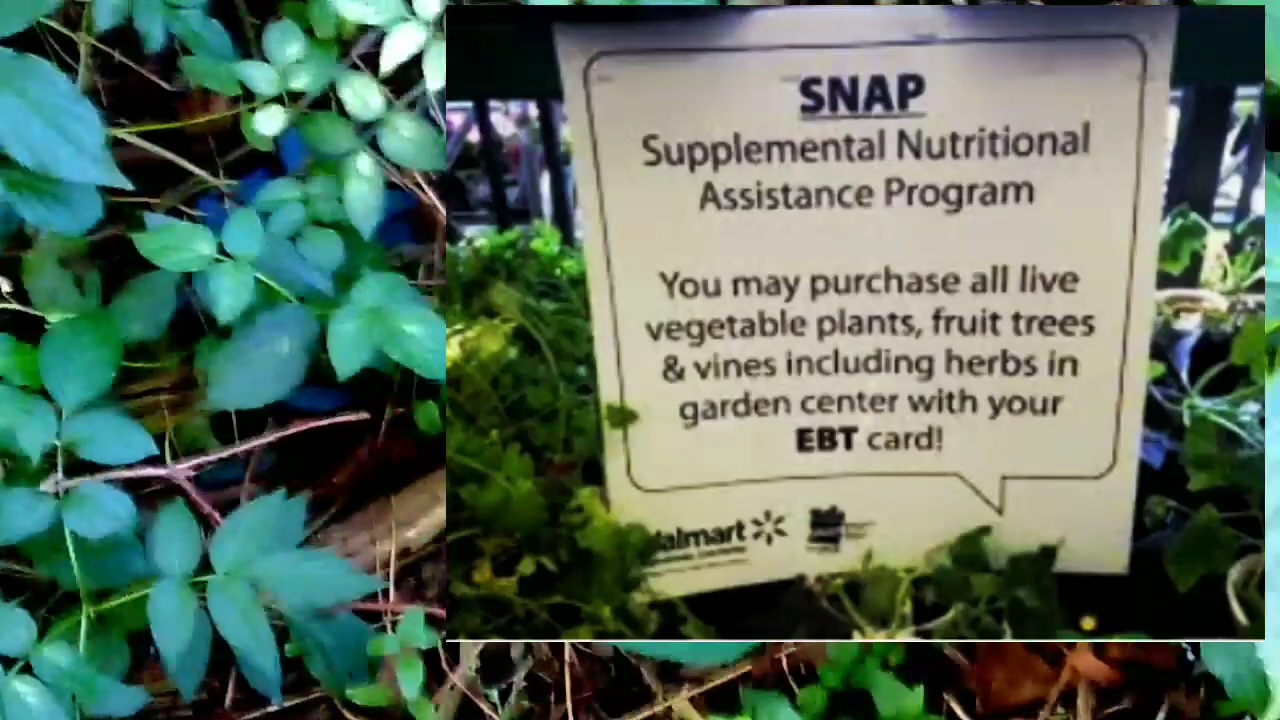 SNAP
Supplemental Nutritional
Assistance Program
You may purchase all live
vegetable plants, fruit trees
& vines including herbs in
garden center with your
EBT card!
Walmart